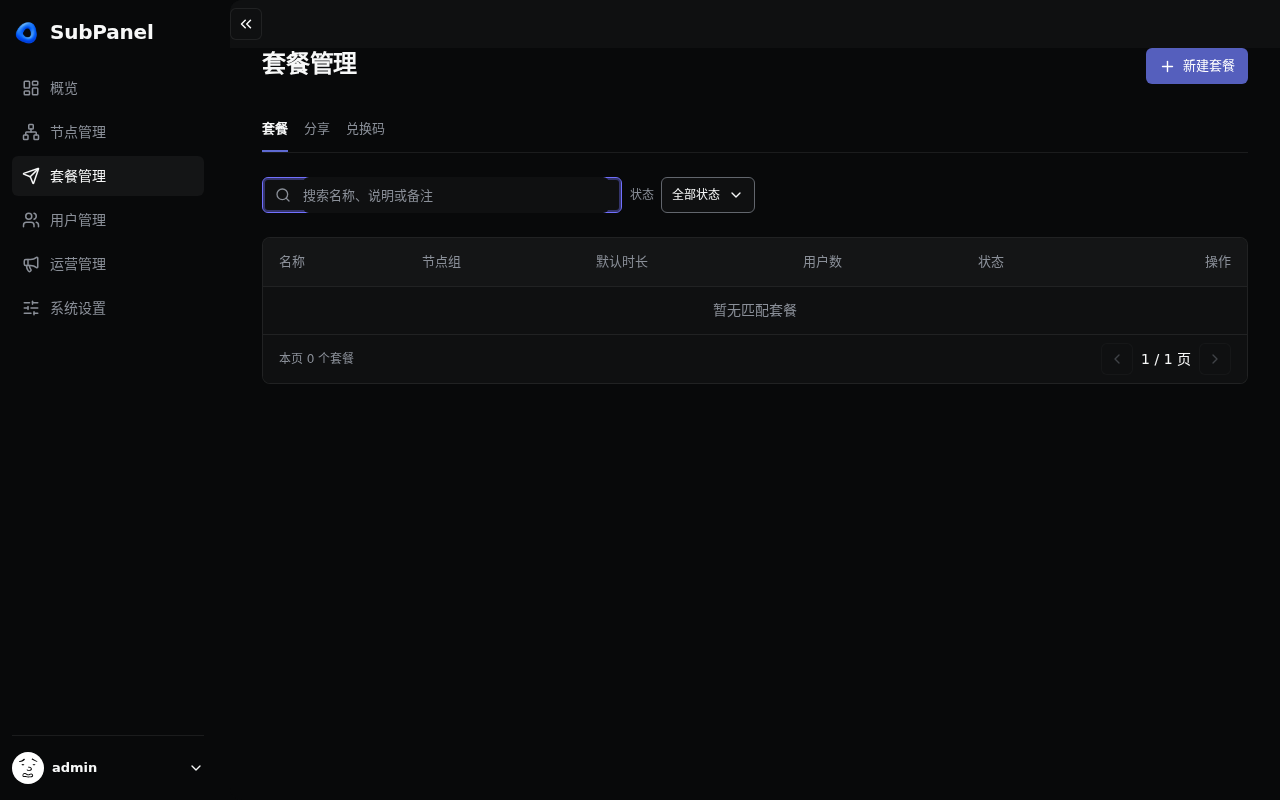 SubPanel
概览
节点管理
套餐管理
用户管理
运营管理
系统设置
admin
套餐管理
新建套餐
套餐 分享 兑换码
搜索名称、说明或备注 状态 全部状态
名称 节点组 默认时长 用户数 状态 操作
暂无匹配套餐
本页 0 个套餐 1 / 1 页